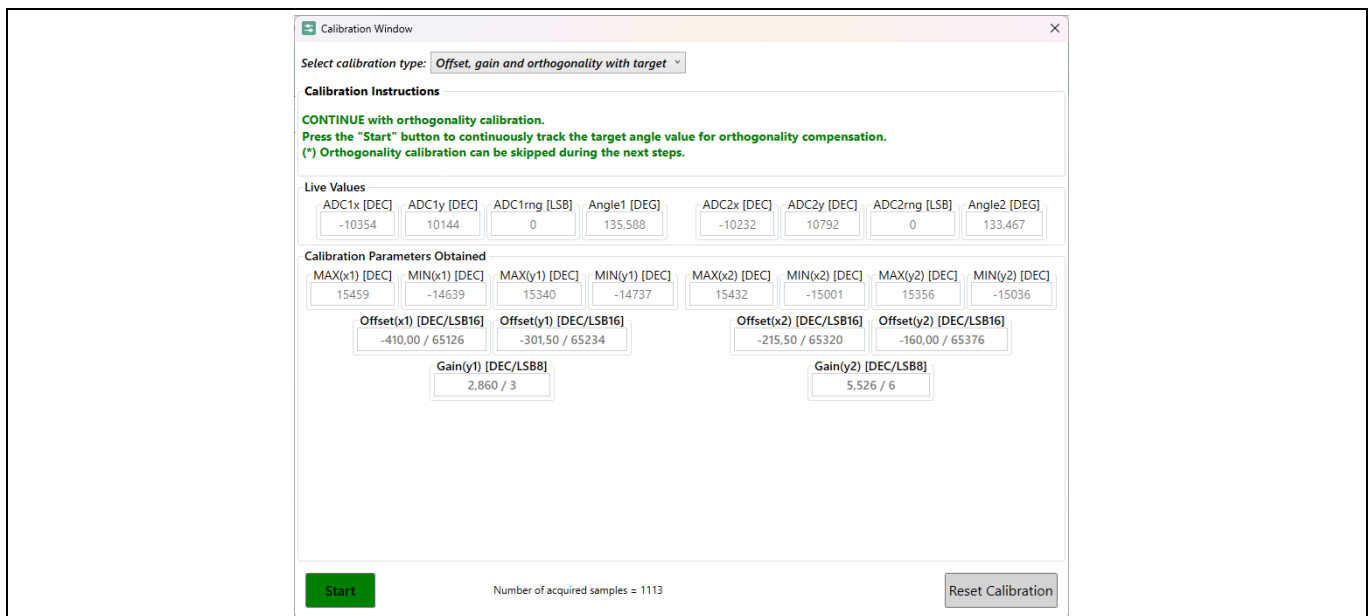 Calibration Window
Select calibration type: Offset, gain and orthogonality with target
Calibration Instructions
CONTINUE with orthogonality calibration.
Press the "Start" button to continuously track the target angle value for orthogonality compensation.
(*) Orthogonality calibration can be skipped during the next steps.
Live Values
ADC1x [DEC] ADC1y [DEC] ADC1rng [LSB] Angle1 [DEG] ADC2x [DEC] ADC2y [DEC] ADC2rng [LSB] Angle2 [DEG]
-10354 10144 0 135,588 -10232 10792 0 133,467
Calibration Parameters Obtained
MAX(x1) [DEC] MIN(x1) [DEC] MAX(y1) [DEC] MIN(y1) [DEC] MAX(x2) [DEC] MIN(x2) [DEC] MAX(y2) [DEC] MIN(y2) [DEC]
15459 -14639 15340 -14737 15432 -15001 15356 -15036
Offset(x1) [DEC/LSB16] Offset(y1) [DEC/LSB16] Offset(x2) [DEC/LSB16] Offset(y2) [DEC/LSB16]
-410,00 / 65126 -301,50 / 65234 -215,50 / 65320 -160,00 / 65376
Gain(y1) [DEC/LSB8] Gain(y2) [DEC/LSB8]
2,860 / 3 5,526 / 6
Start Number of acquired samples = 1113 Reset Calibration